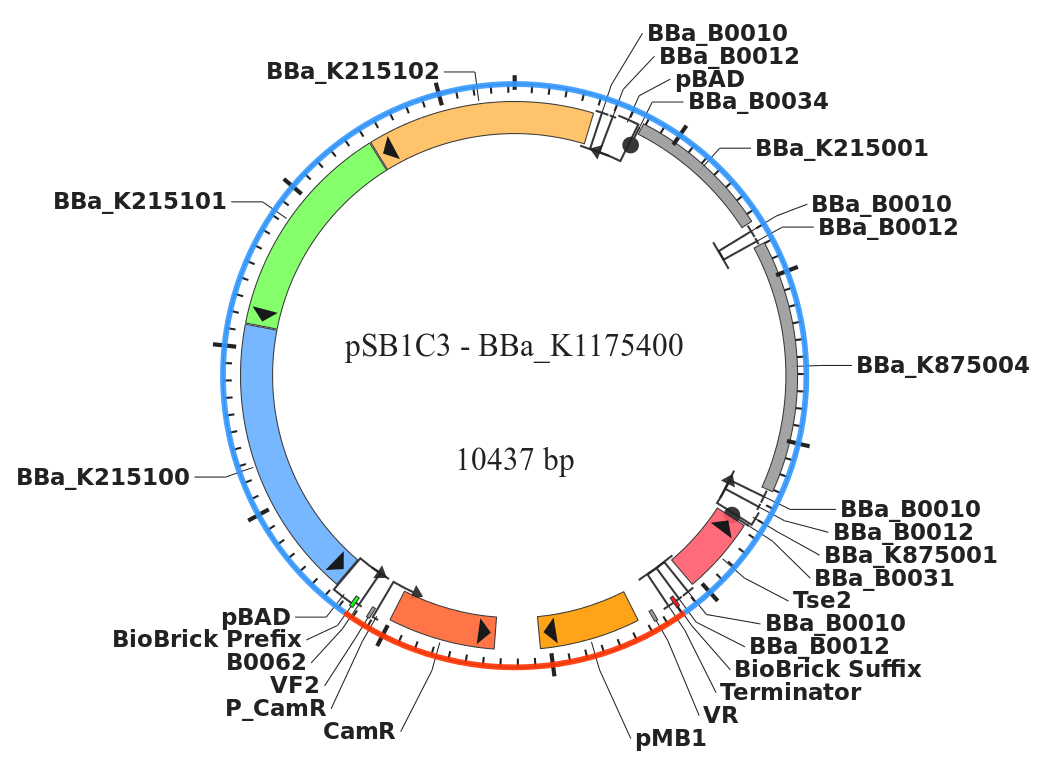 BBa_B0010
BBa_B0012
BBa_K215102
pBAD
BBa_B0034
BBa_K215001
BBa_K215101
BBa_B0010
BBa_B0012
pSB1C3 - BBa_K1175400
BBa_K875004
10437 bp
BBa_K215100
BBa_B0010
BBa_B0012
BBa_K875001
BBa_B0031
Tse2
pBAD
BBa_B0010
BioBrick Prefix
BBa_B0012
B0062
BioBrick Suffix
VF2
Terminator
P_CamR
VR
CamR
pMB1